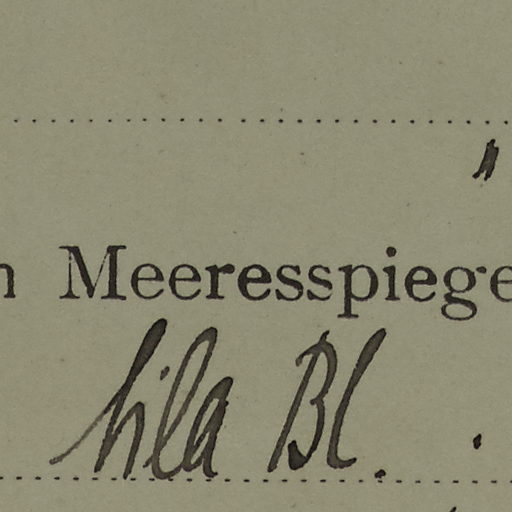 "
n Meeresspiege
lila Bl.